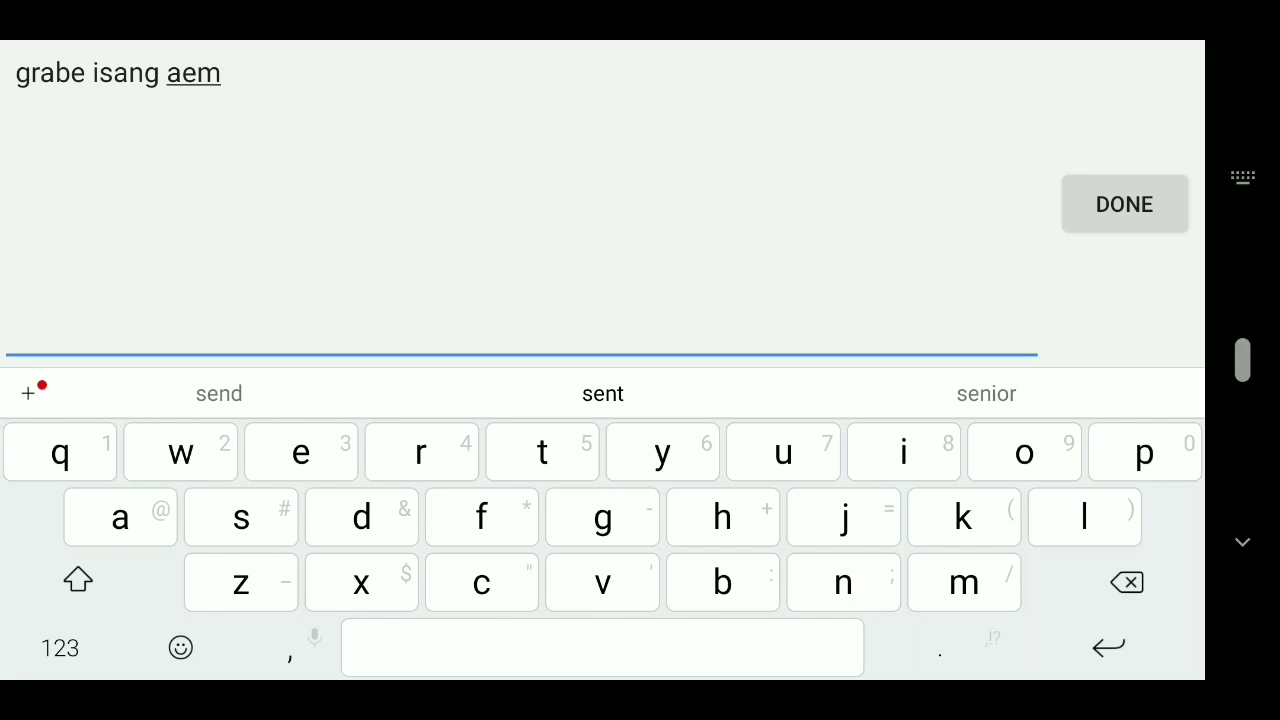 grabe isang aem
DONE
+ send sent senior
q 1 w 2 e 3 r 4 t 5 y 6 u 7 i 8 o 9 p 0
a @ s # d & f * g - h + j = k ( l )
z _ x $ c " v ' b : n ; m /
123 , . ,!?